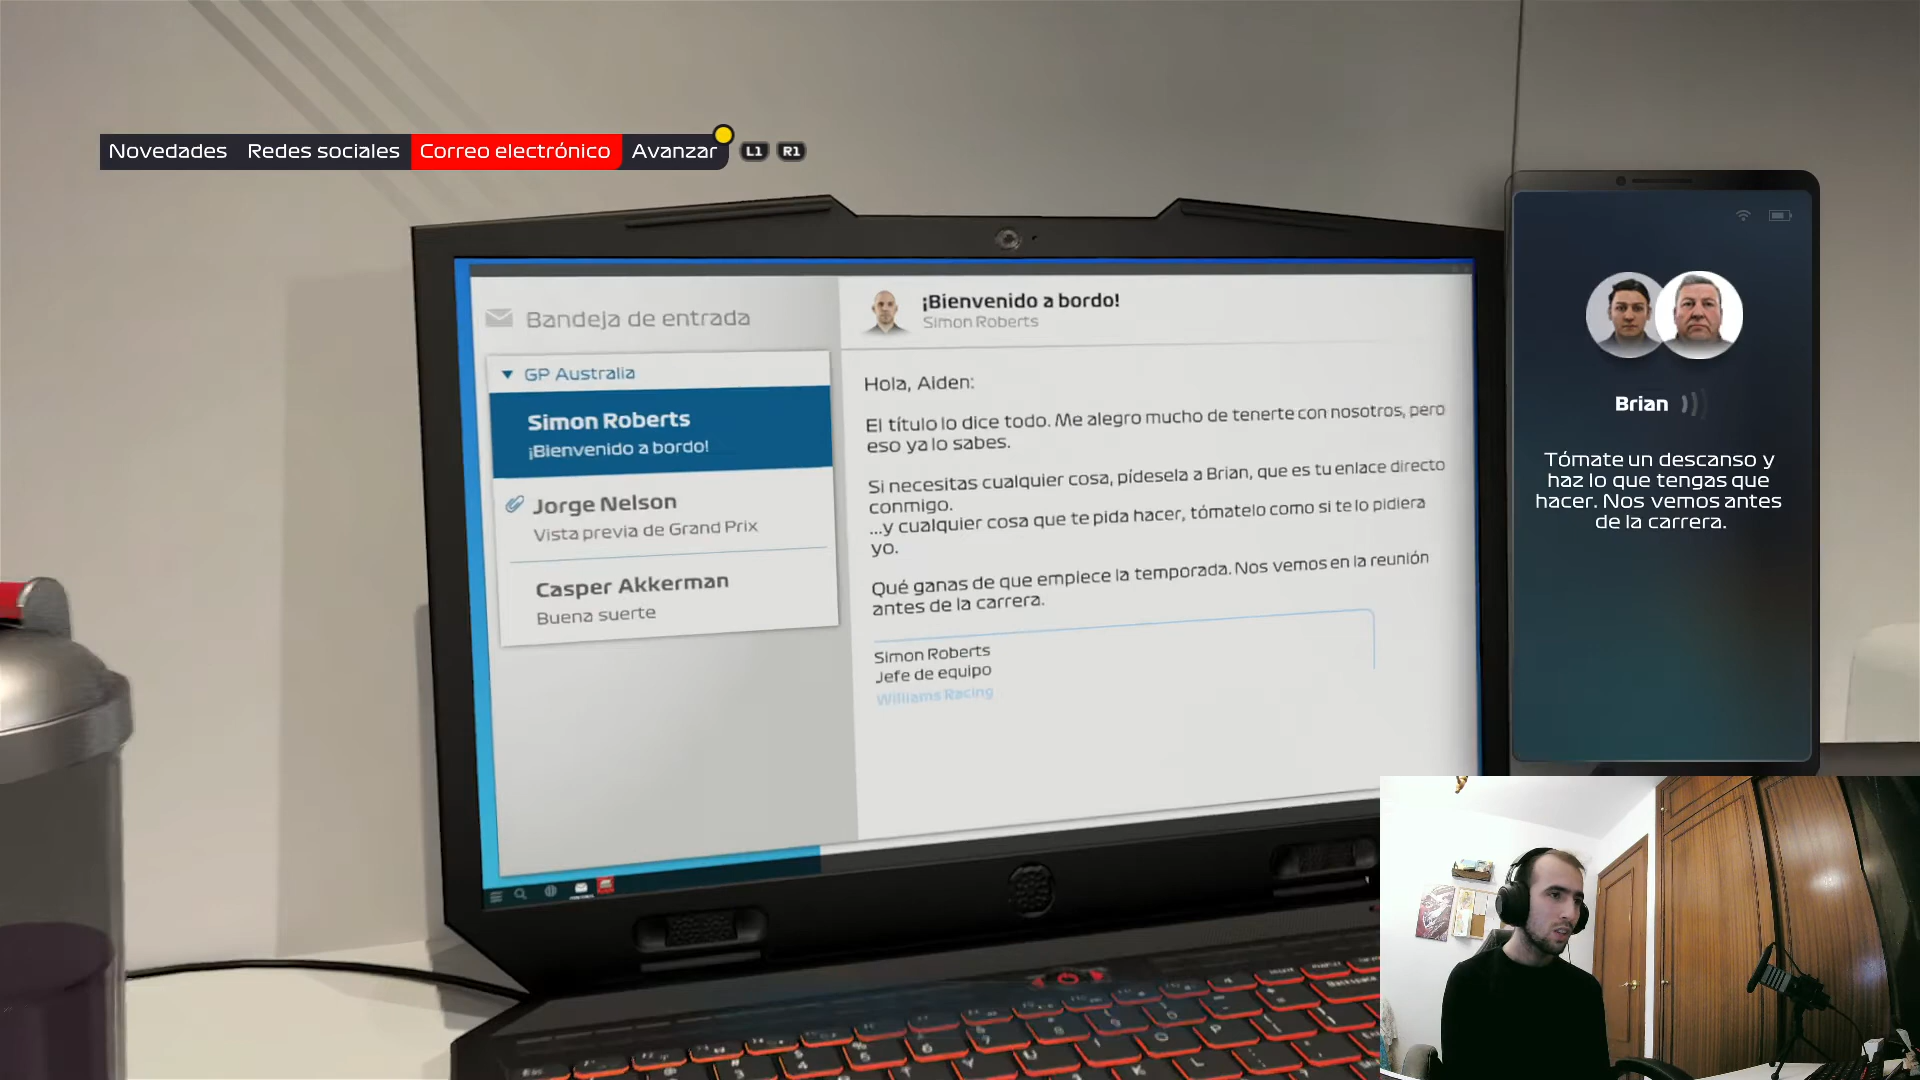 Novedades Redes sociales Correo electrónico Avanzar L1 R1
Bandeja de entrada
GP Australia
Simon Roberts
¡Bienvenido a bordo!
Jorge Nelson
Vista previa de Grand Prix
Casper Akkerman
Buena suerte
¡Bienvenido a bordo!
Simon Roberts
Hola, Aiden:
El título lo dice todo. Me alegro mucho de tenerte con nosotros, pero
eso ya lo sabes.
Si necesitas cualquier cosa, pídesela a Brian, que es tu enlace directo
conmigo.
...y cualquier cosa que te pida hacer, tómatelo como si te lo pidiera
yo.
Qué ganas de que empiece la temporada. Nos vemos en la reunión
antes de la carrera.
Simon Roberts
Jefe de equipo
Williams Racing
Brian
Tómate un descanso y
haz lo que tengas que
hacer. Nos vemos antes
de la carrera.